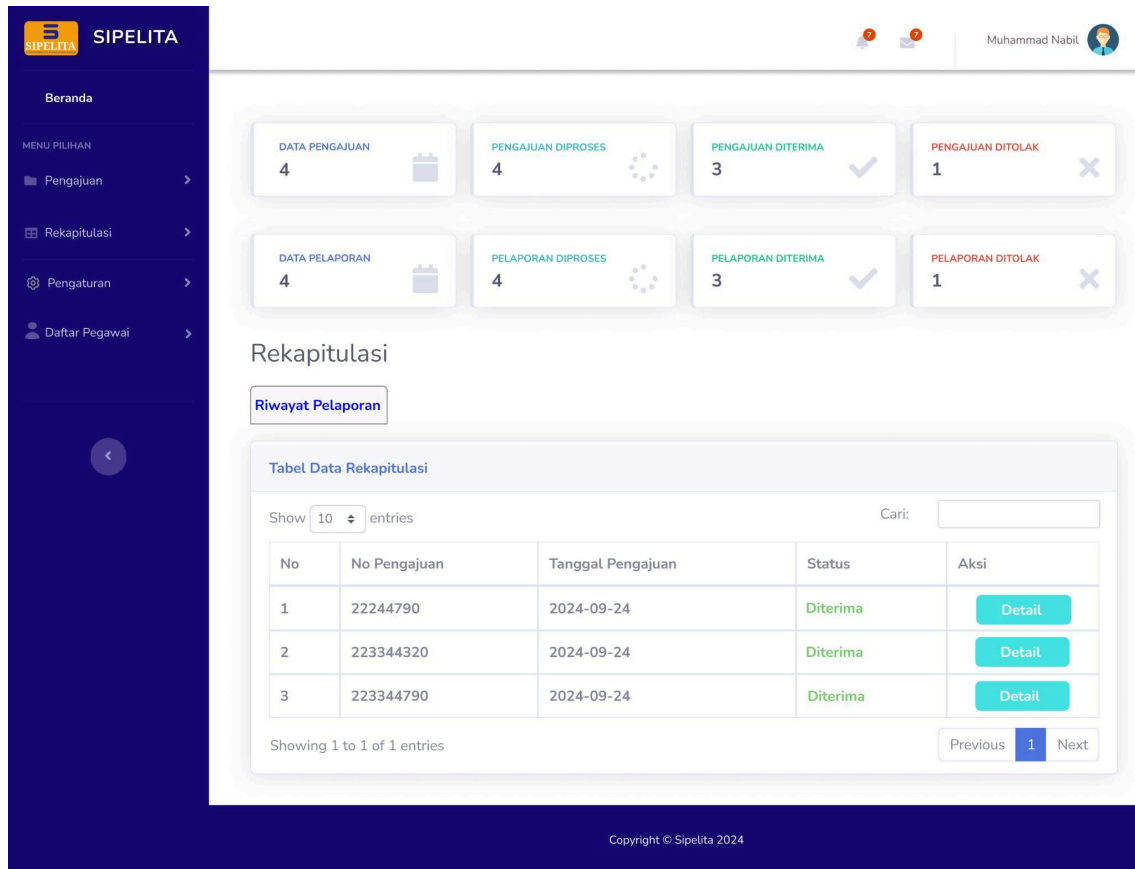 SIPELITA
SIPELITA
7
7
Muhammad Nabil
Beranda
MENU PILIHAN
Pengajuan
Rekapitulasi
Pengaturan
Daftar Pegawai
DATA PENGAJUAN
4
PENGAJUAN DIPROSES
4
PENGAJUAN DITERIMA
3
PENGAJUAN DITOLAK
1
DATA PELAPORAN
4
PELAPORAN DIPROSES
4
PELAPORAN DITERIMA
3
PELAPORAN DITOLAK
1
Rekapitulasi
Riwayat Pelaporan
Tabel Data Rekapitulasi
Show 10 entries
Cari:
No No Pengajuan Tanggal Pengajuan Status Aksi
1 22244790 2024-09-24 Diterima Detail
2 223344320 2024-09-24 Diterima Detail
3 223344790 2024-09-24 Diterima Detail
Showing 1 to 1 of 1 entries
Previous 1 Next
Copyright © Sipelita 2024